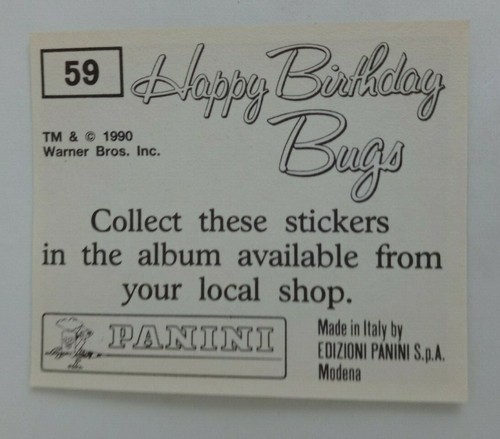 59
Happy Birthday
Bugs
TM & © 1990
Warner Bros. Inc.
Collect these stickers
in the album available from
your local shop.
PANINI
Made in Italy by
EDIZIONI PANINI S.p.A.
Modena